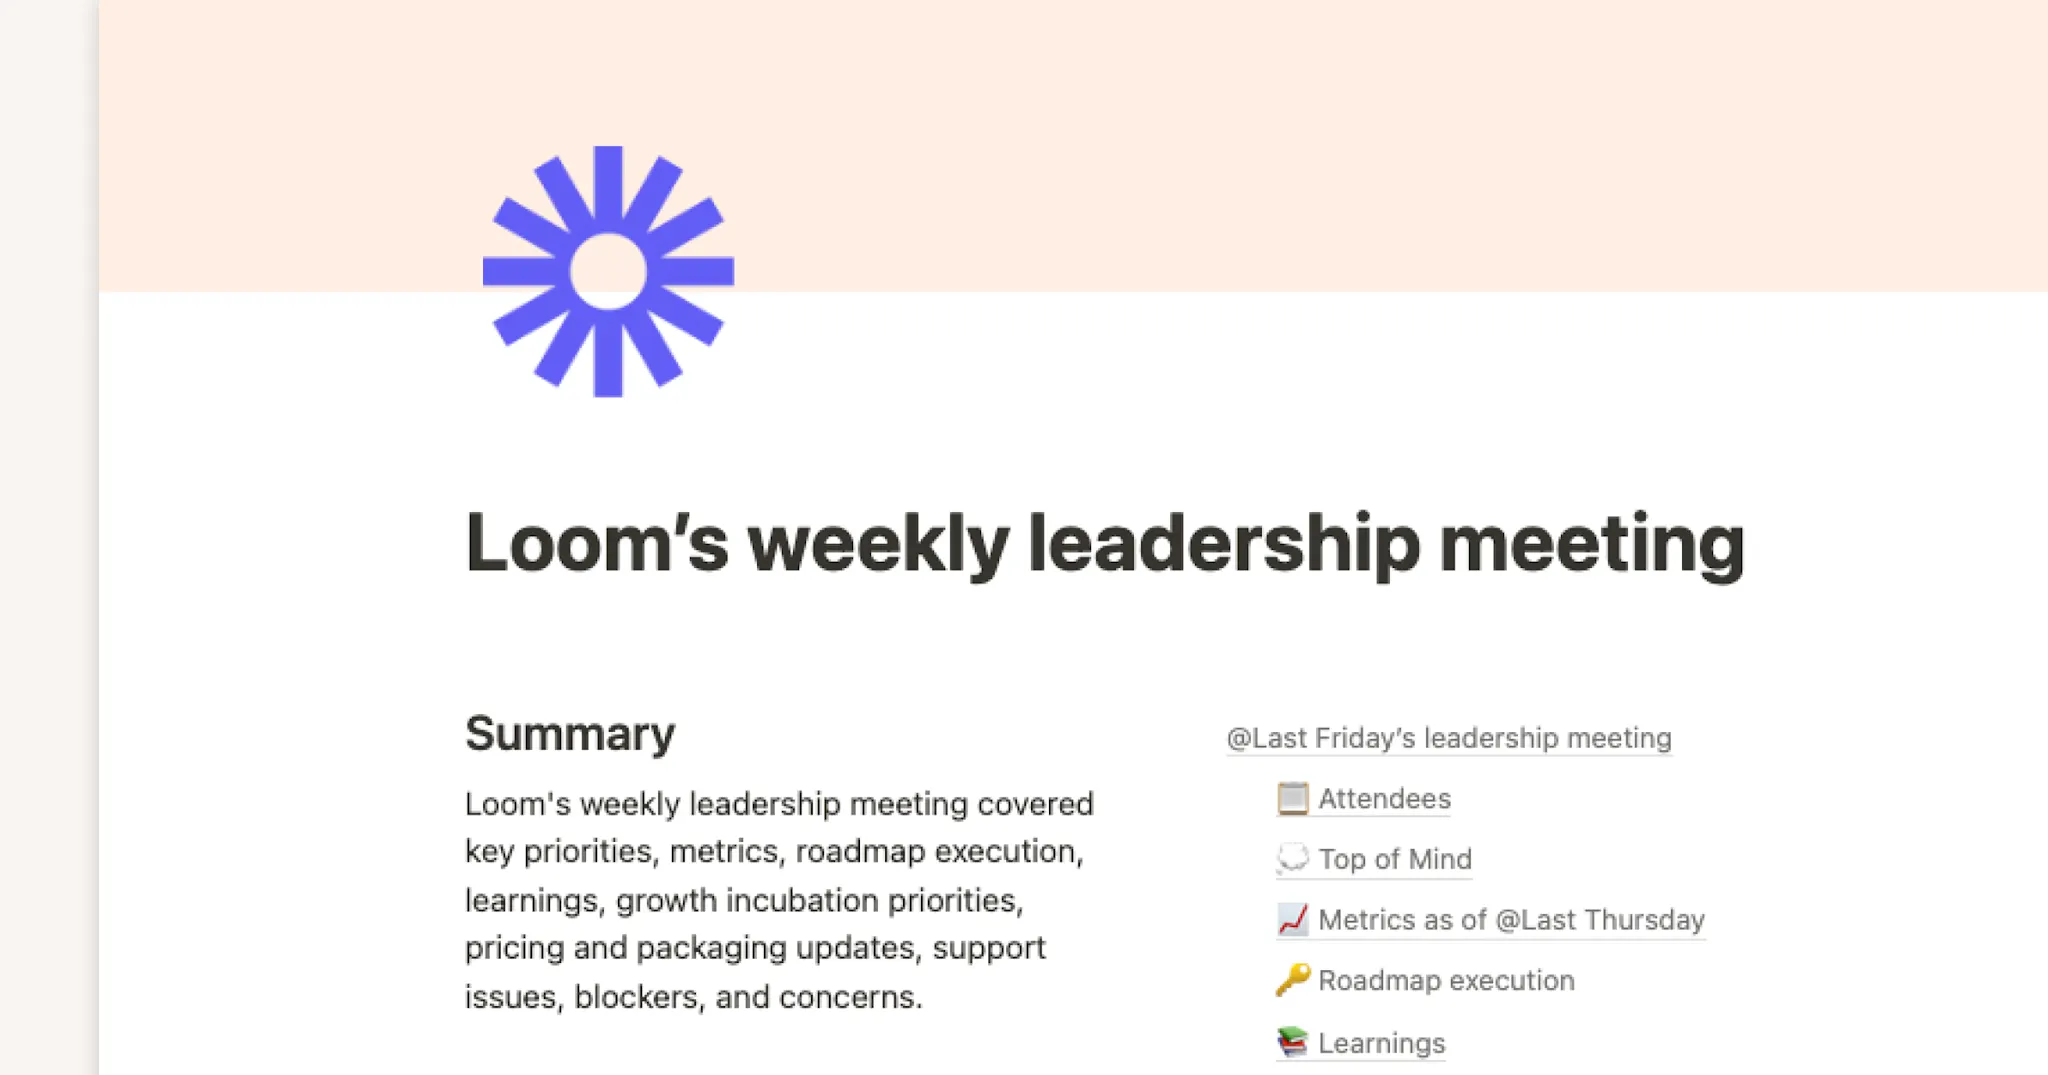 Loom’s weekly leadership meeting
Summary
Loom's weekly leadership meeting covered
key priorities, metrics, roadmap execution,
learnings, growth incubation priorities,
pricing and packaging updates, support
issues, blockers, and concerns.
@Last Friday’s leadership meeting
Attendees
Top of Mind
Metrics as of @Last Thursday
Roadmap execution
Learnings